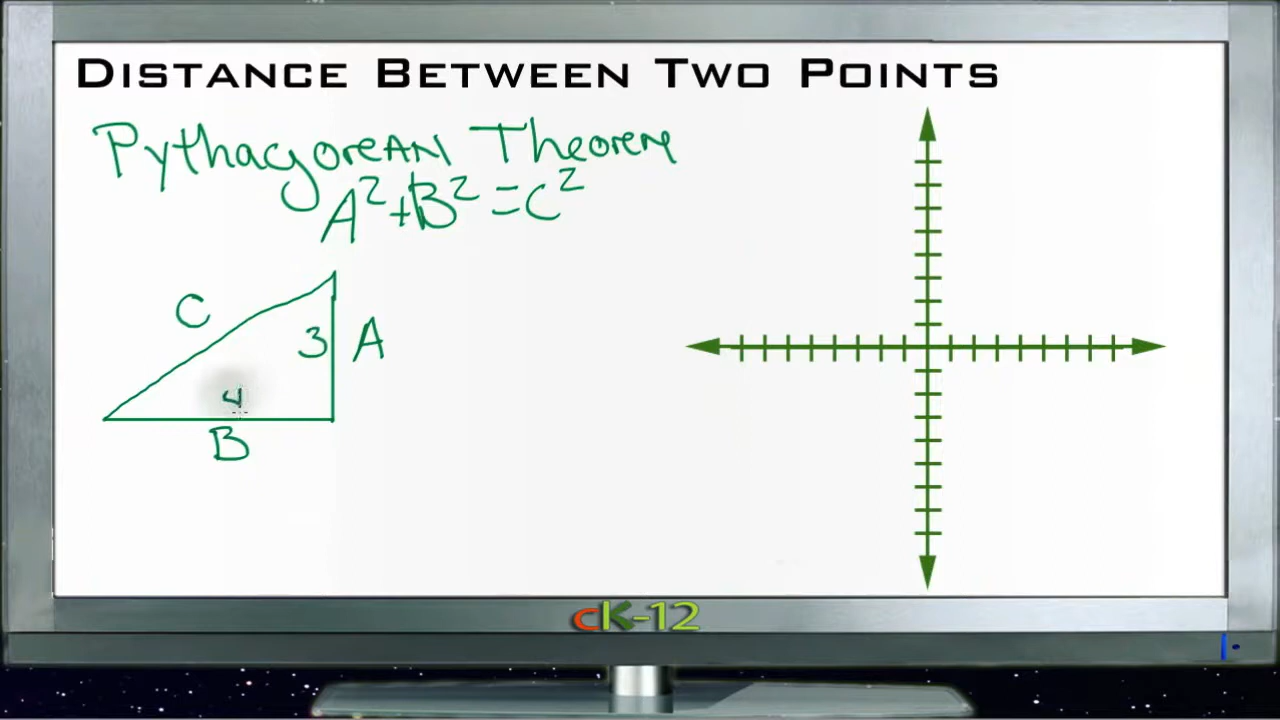 DISTANCE BETWEEN TWO POINTS
PythagoreAN Theorem
A²+B²=C²
C
3 A
4
B
cK-12